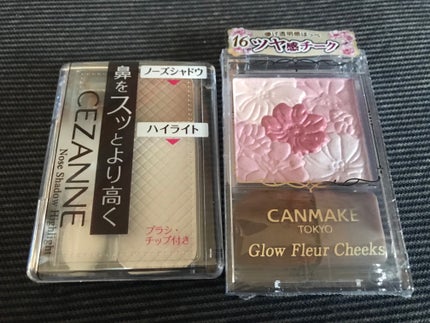 ノーズシャドウ
ハイライト
鼻をスッとより高く
CEZANNE
Nose Shadow Highlight
ブラシ・
チップ付き
16 ツヤ感チーク
CANMAKE
TOKYO
Glow Fleur Cheeks